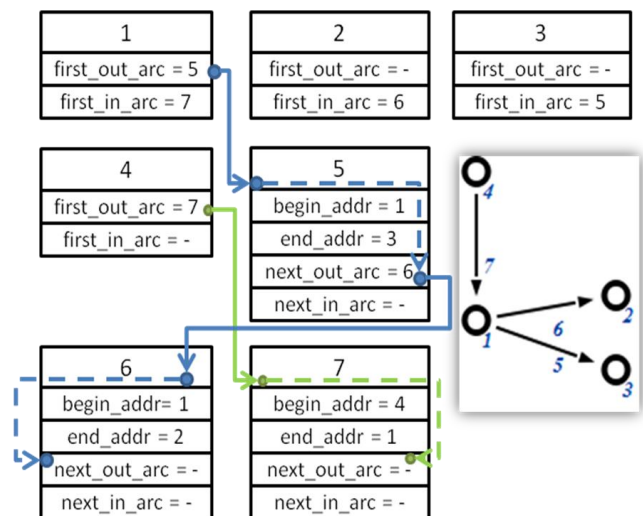 1
first_out_arc = 5
first_in_arc = 7
2
first_out_arc = -
first_in_arc = 6
3
first_out_arc = -
first_in_arc = 5
4
first_out_arc = 7
first_in_arc = -
5
begin_addr = 1
end_addr = 3
next_out_arc = 6
next_in_arc = -
6
begin_addr= 1
end_addr = 2
next_out_arc = -
next_in_arc = -
7
begin_addr = 4
end_addr = 1
next_out_arc = -
next_in_arc = -
4
7
1
6
2
5
3